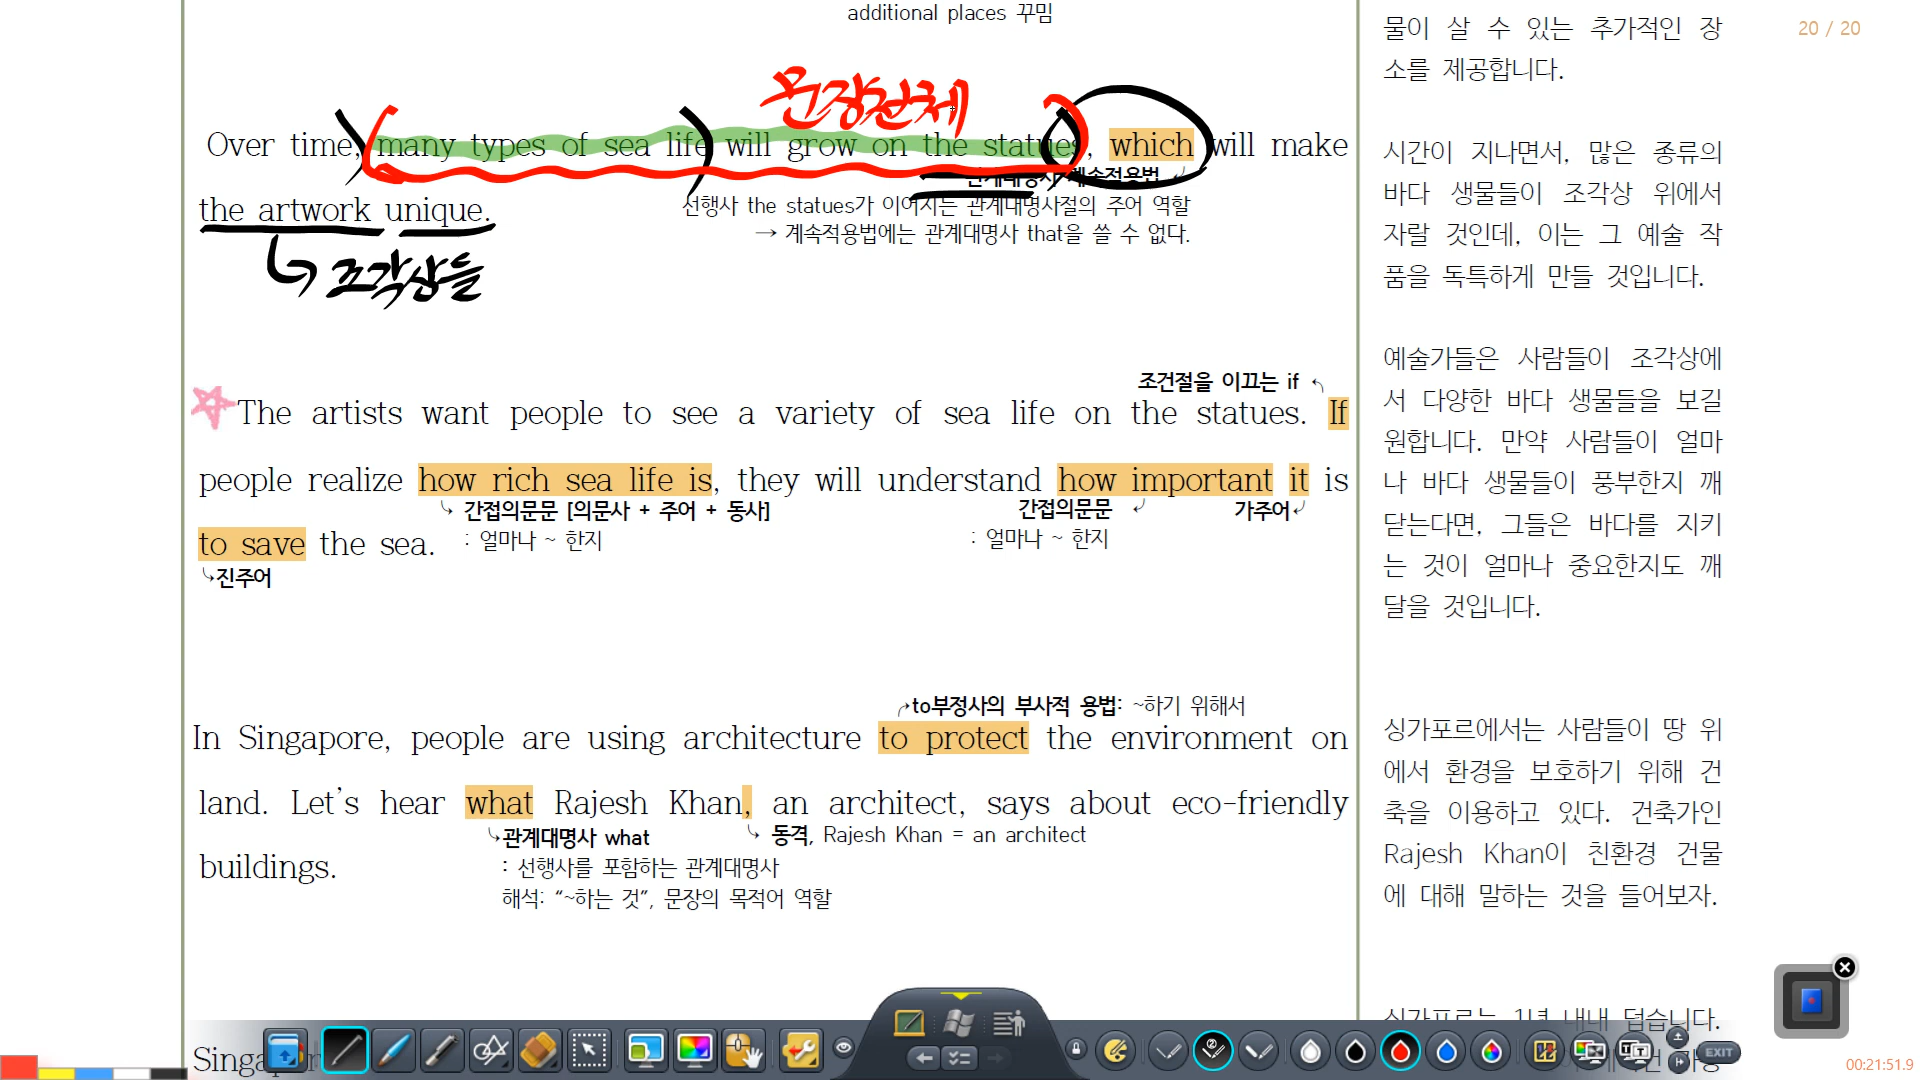 additional places 꾸밈
20 / 20
물이 살 수 있는 추가적인 장
소를 제공합니다.
문장전체
Over time, many types of sea life will grow on the statues, which will make
관계대명사 계속적용법
the artwork unique.
선행사 the statues가 이어지는 관계대명사절의 주어 역할
→ 계속적용법에는 관계대명사 that을 쓸 수 없다.
조각상들
시간이 지나면서, 많은 종류의
바다 생물들이 조각상 위에서
자랄 것인데, 이는 그 예술 작
품을 독특하게 만들 것입니다.
조건절을 이끄는 if
The artists want people to see a variety of sea life on the statues. If
people realize how rich sea life is, they will understand how important it is
간접의문문 [의문사 + 주어 + 동사]
간접의문문
가주어
to save the sea.
: 얼마나 ~ 한지
: 얼마나 ~ 한지
진주어
예술가들은 사람들이 조각상에
서 다양한 바다 생물들을 보길
원합니다. 만약 사람들이 얼마
나 바다 생물들이 풍부한지 깨
닫는다면, 그들은 바다를 지키
는 것이 얼마나 중요한지도 깨
달을 것입니다.
to부정사의 부사적 용법: ~하기 위해서
In Singapore, people are using architecture to protect the environment on
land. Let's hear what Rajesh Khan, an architect, says about eco-friendly
관계대명사 what
동격, Rajesh Khan = an architect
buildings.
: 선행사를 포함하는 관계대명사
해석: "~하는 것", 문장의 목적어 역할
싱가포르에서는 사람들이 땅 위
에서 환경을 보호하기 위해 건
축을 이용하고 있다. 건축가인
Rajesh Khan이 친환경 건물
에 대해 말하는 것을 들어보자.
싱가포르는 1년 내내 덥습니다.
EXIT
00:21:51.9